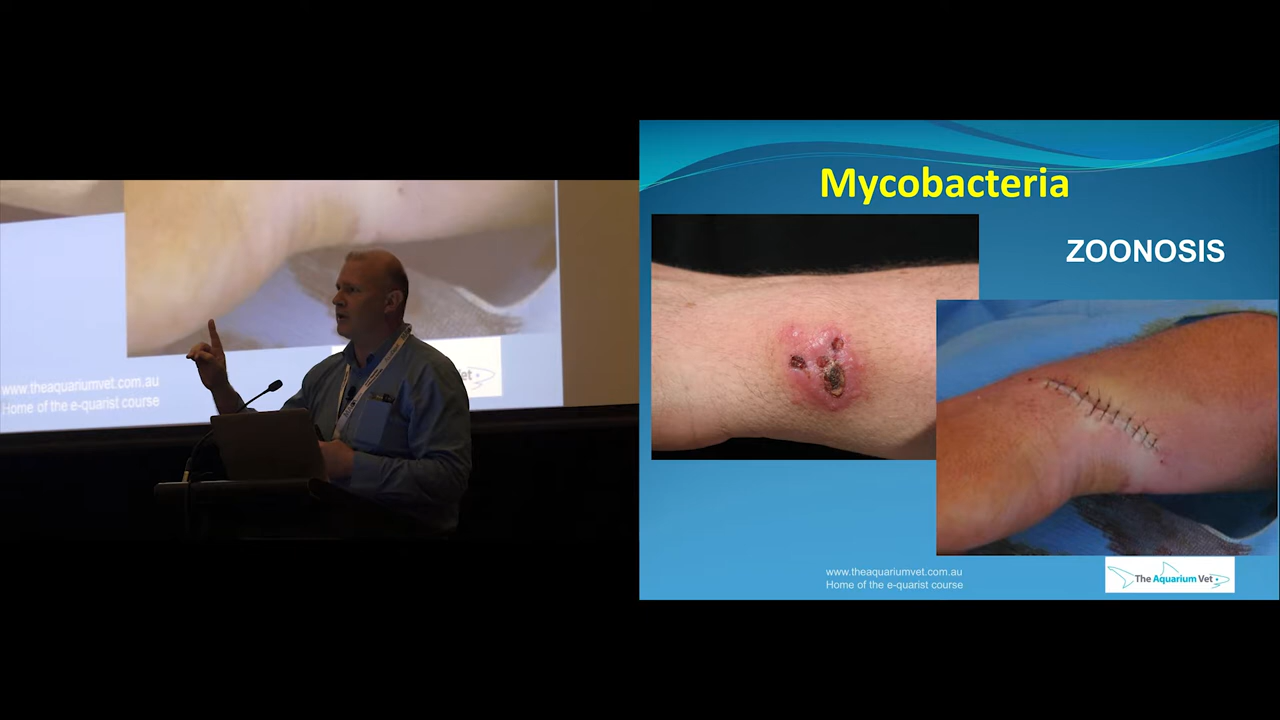 www.theaquariumvet.com.au
Home of the e-quarist course
Mycobacteria
ZOONOSIS
www.theaquariumvet.com.au
Home of the e-quarist course
The Aquarium Vet